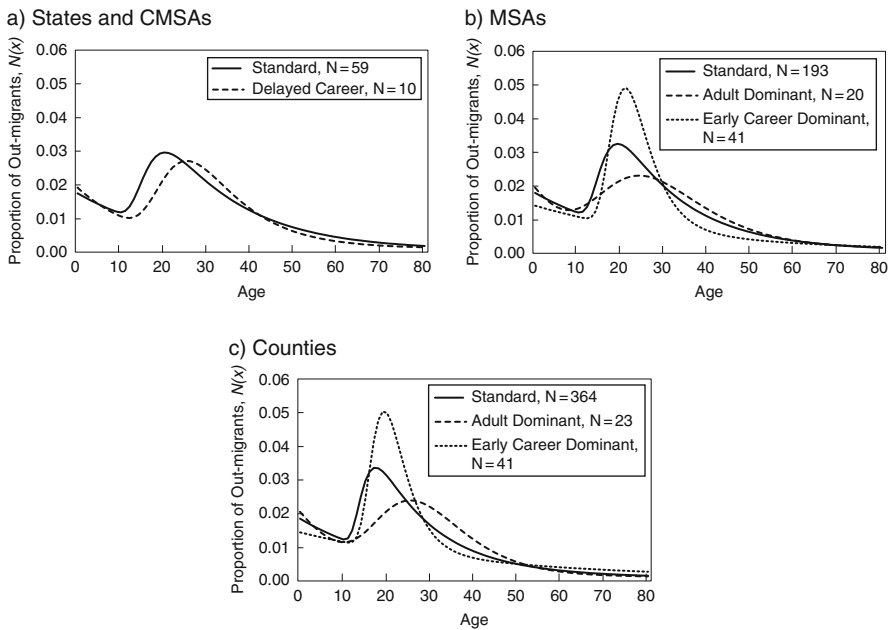 a) States and CMSAs
Proportion of Out-migrants, N(x)
0.06
0.05
0.04
0.03
0.02
0.01
0.00
Standard, N = 59
Delayed Career, N = 10
0 10 20 30 40 50 60 70 80
Age
b) MSAs
Proportion of Out-migrants, N(x)
0.06
0.05
0.04
0.03
0.02
0.01
0.00
Standard, N = 193
Adult Dominant, N = 20
Early Career Dominant,
N = 41
0 10 20 30 40 50 60 70 80
Age
c) Counties
Proportion of Out-migrants, N(x)
0.06
0.05
0.04
0.03
0.02
0.01
0.00
Standard, N = 364
Adult Dominant, N = 23
Early Career Dominant,
N = 41
0 10 20 30 40 50 60 70 80
Age